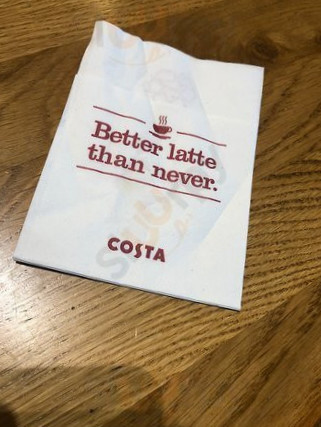 Better latte
than never.
COSTA